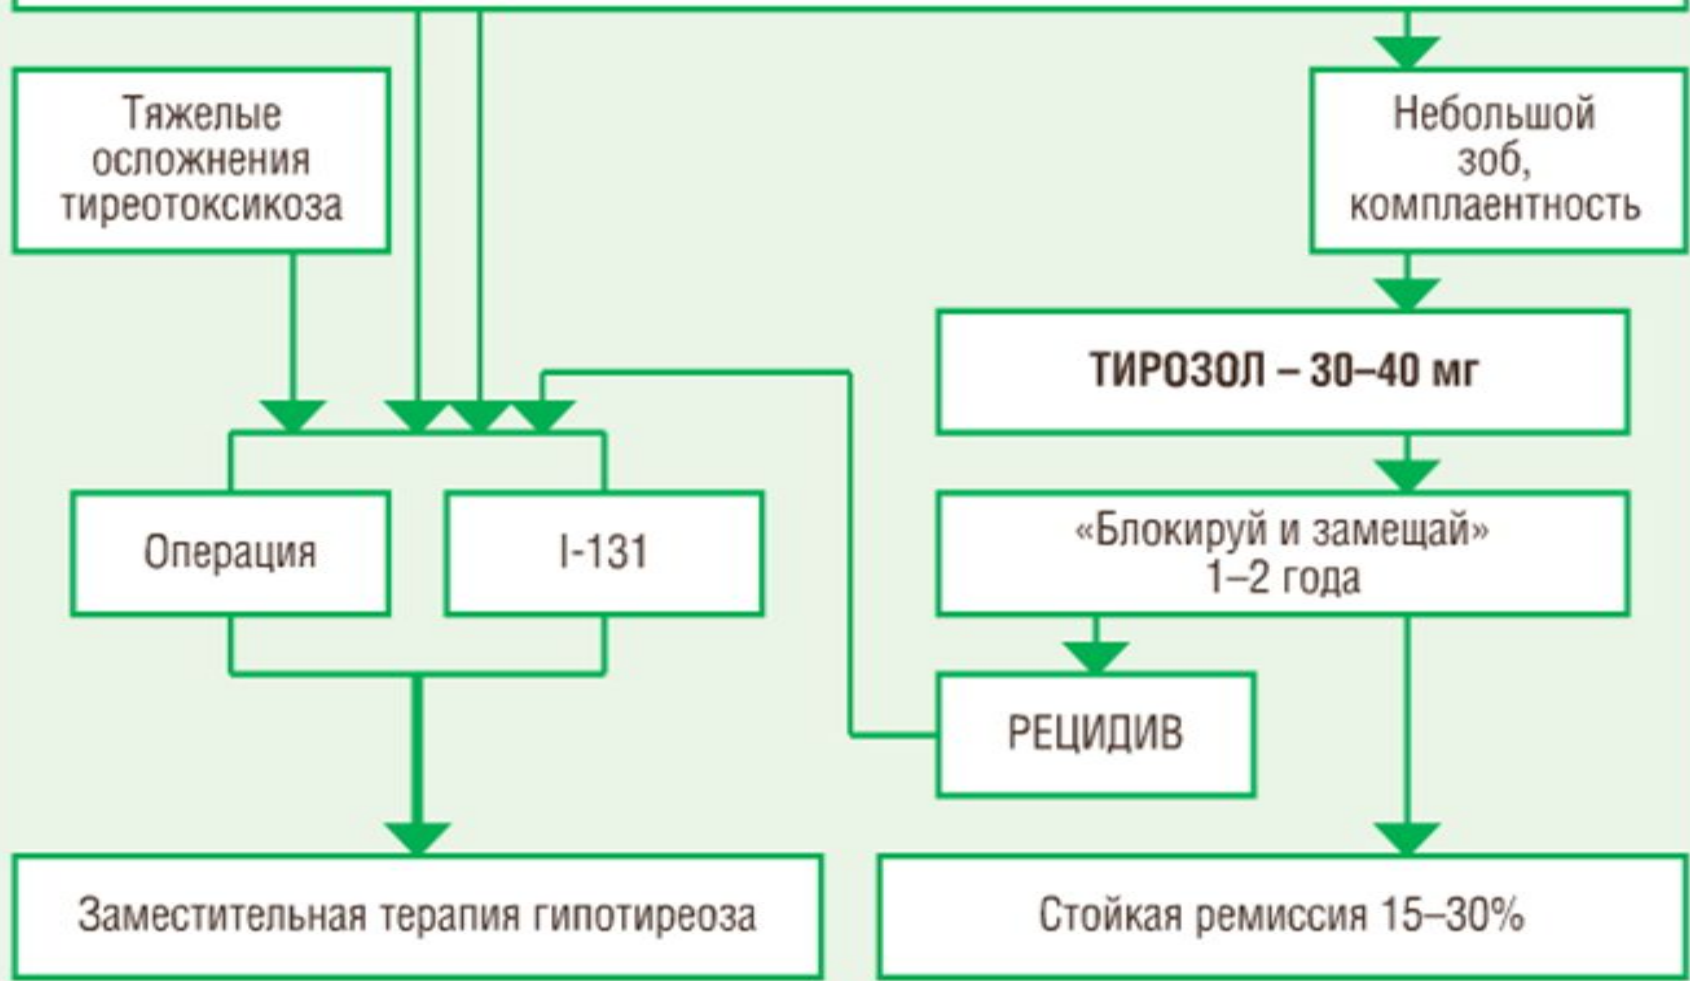 Тяжелые
осложнения
тиреотоксикоза
Небольшой
зоб,
комплаентность
ТИРОЗОЛ – 30–40 мг
Операция
I-131
«Блокируй и замещай»
1–2 года
РЕЦИДИВ
Заместительная терапия гипотиреоза
Стойкая ремиссия 15–30%